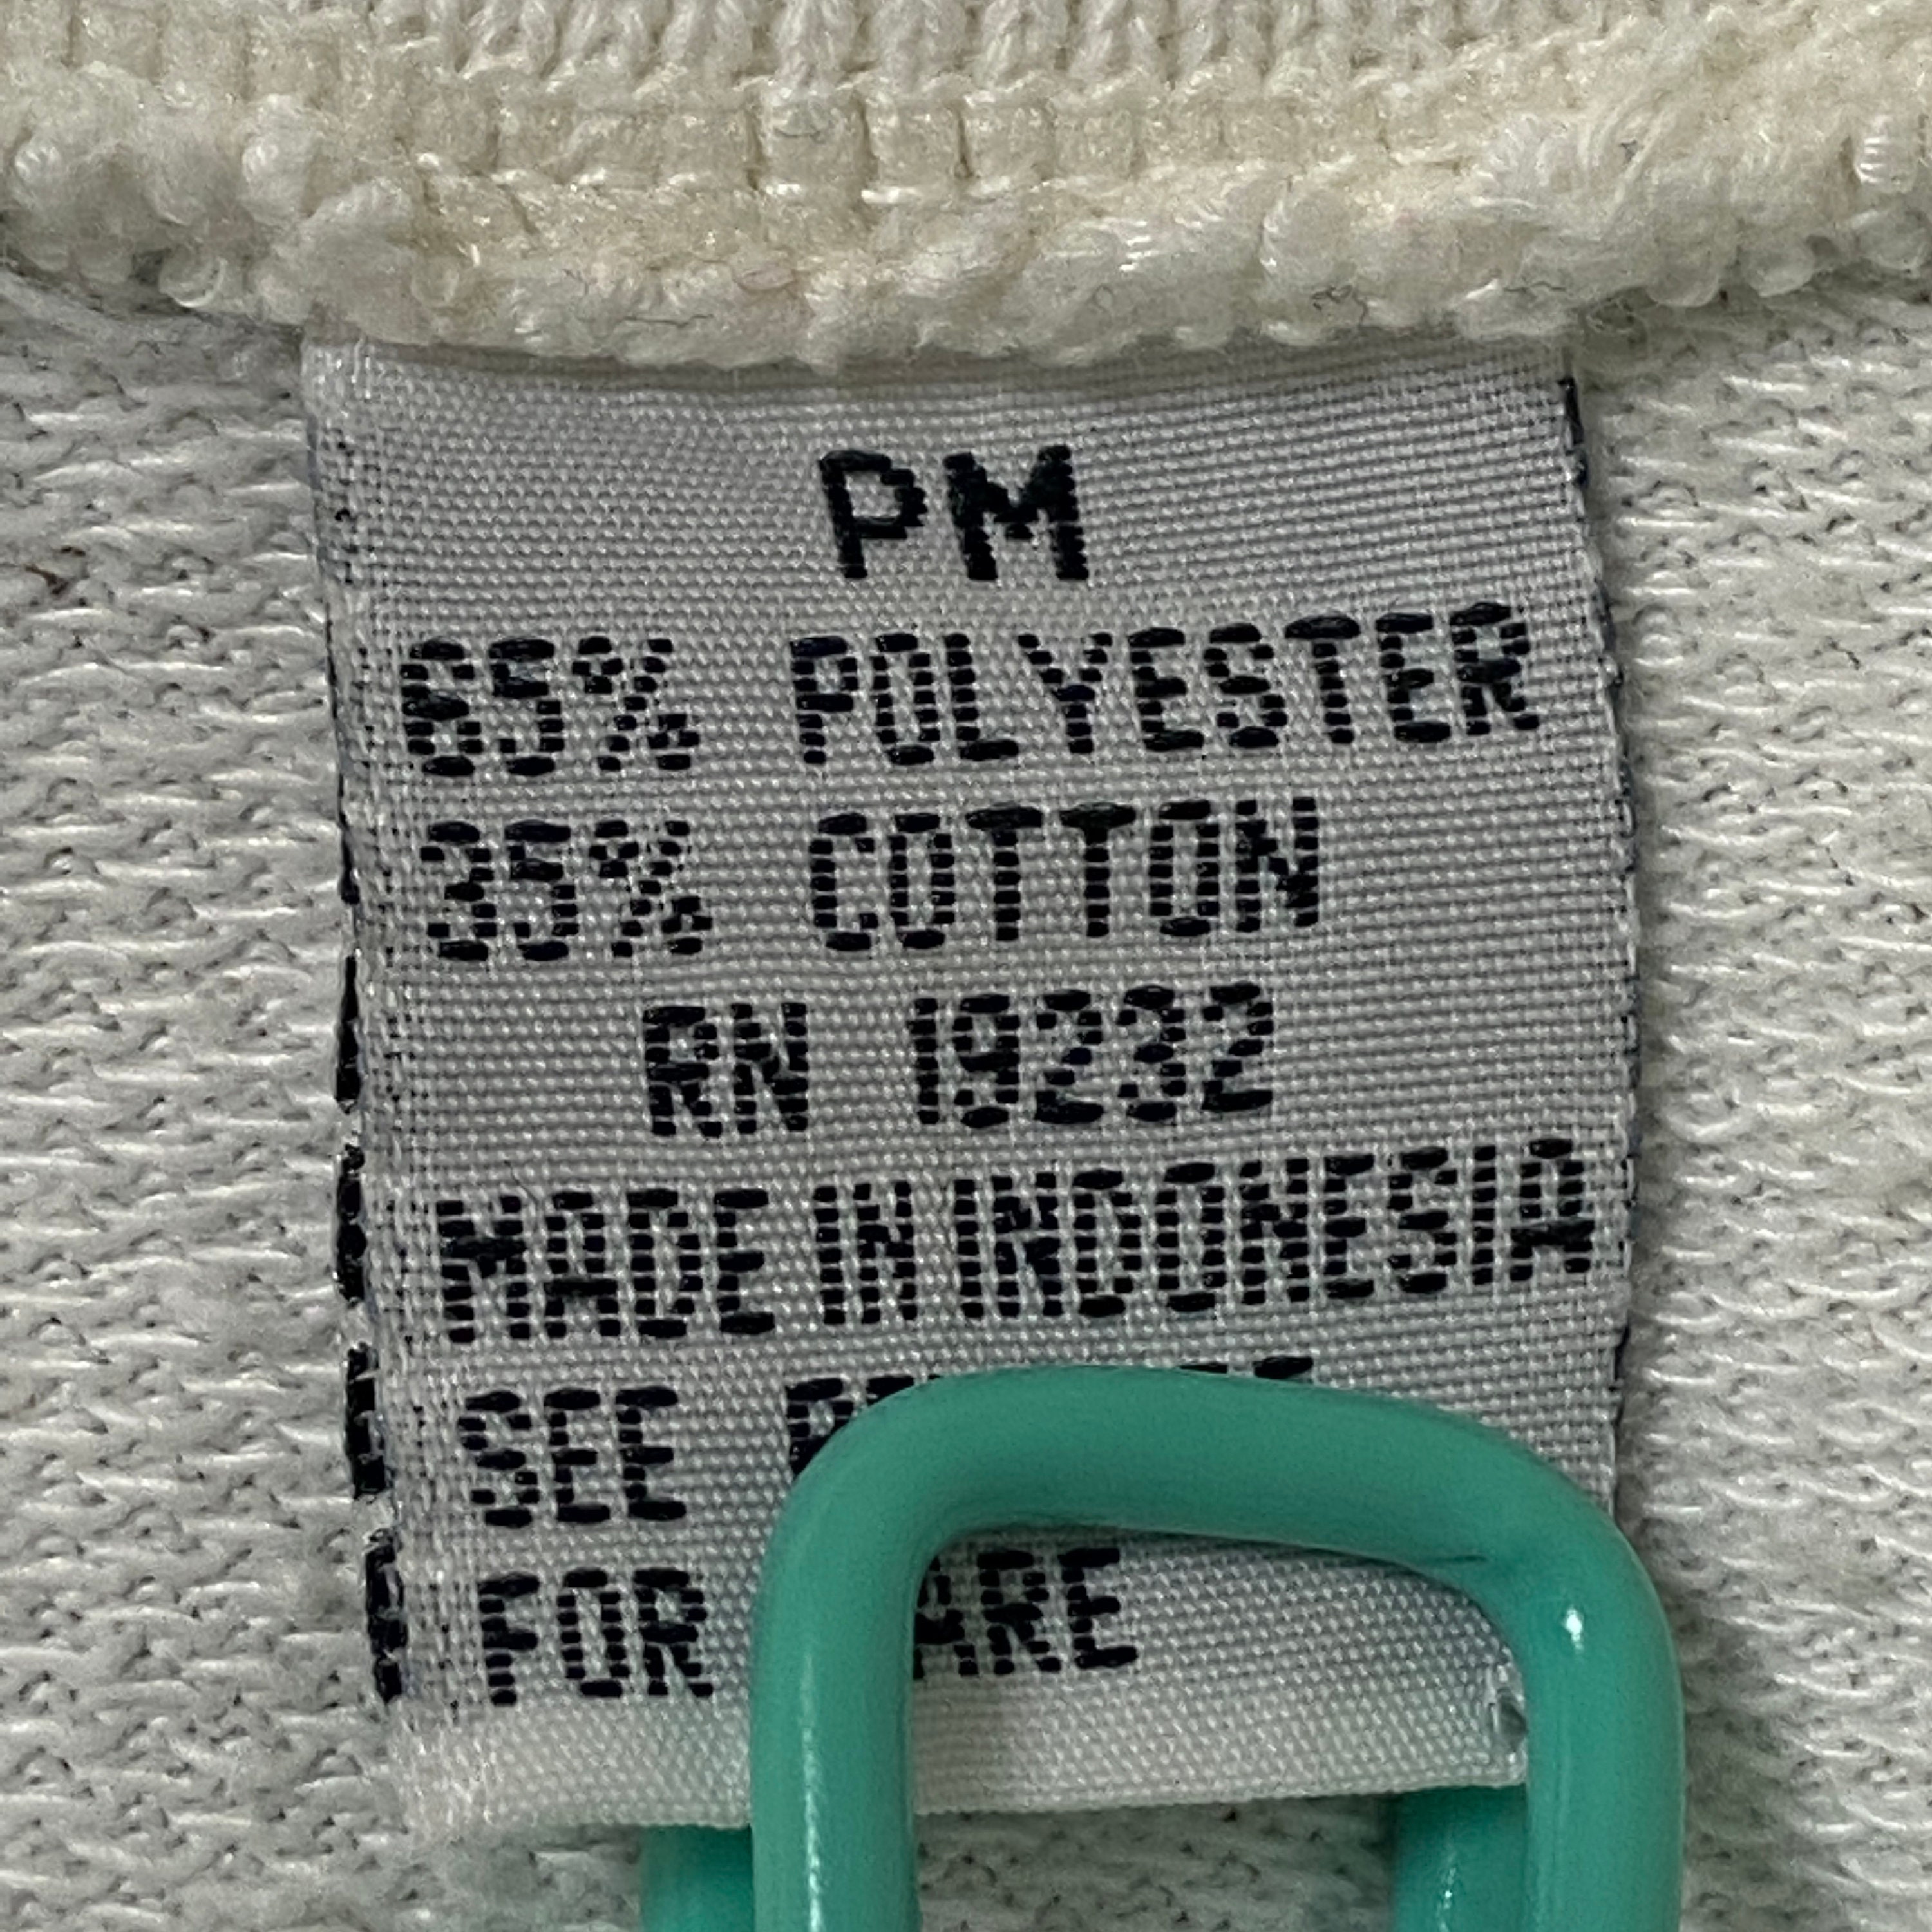 PM
65% POLYESTER
35% COTTON
RN 19232
MADE IN INDONESIA
SEE
FOR